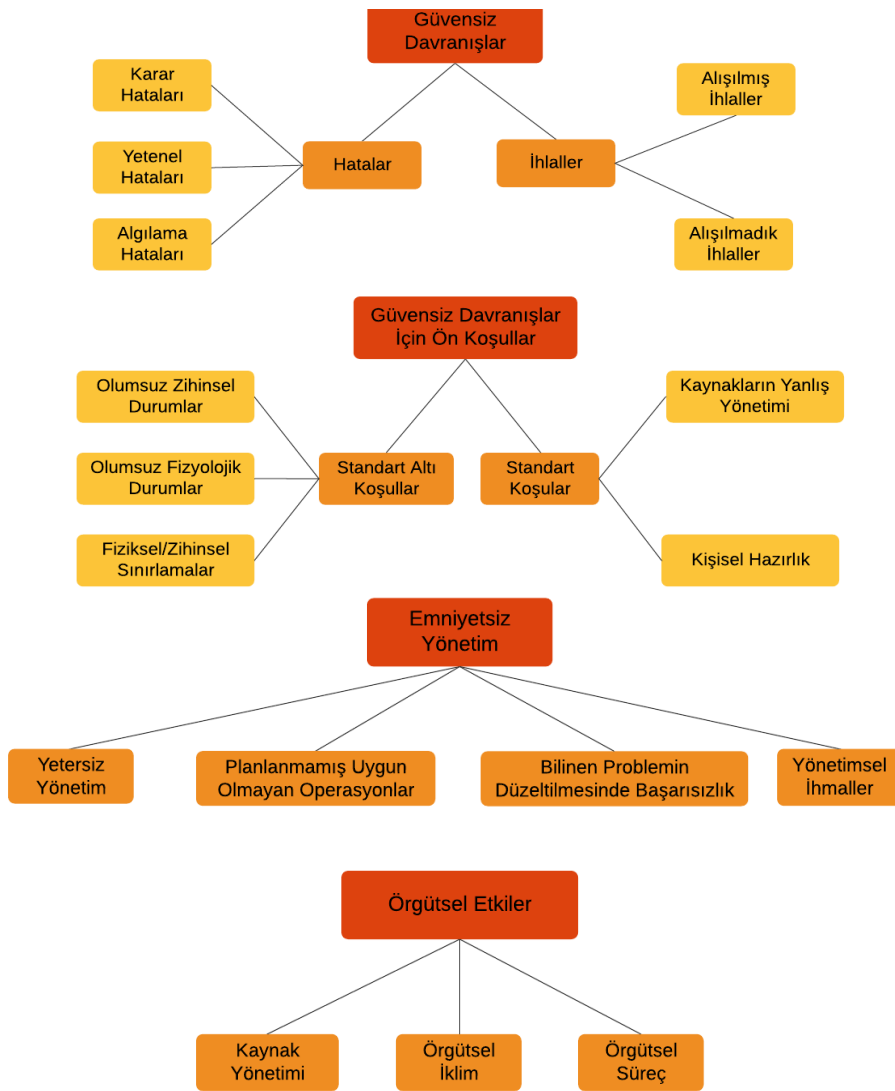 Güvensiz
Davranışlar
Karar
Hataları
Alışılmış
İhlaller
Yetenel
Hataları
Hatalar
İhlaller
Algılama
Hataları
Alışılmadık
İhlaller
Güvensiz Davranışlar
İçin Ön Koşullar
Olumsuz Zihinsel
Durumlar
Kaynakların Yanlış
Yönetimi
Olumsuz Fizyolojik
Durumlar
Standart Altı
Koşullar
Standart
Koşular
Fiziksel/Zihinsel
Sınırlamalar
Kişisel Hazırlık
Emniyetsiz
Yönetim
Yetersiz
Yönetim
Planlanmamış Uygun
Olmayan Operasyonlar
Bilinen Problemin
Düzeltilmesinde Başarısızlık
Yönetimsel
İhmaller
Örgütsel Etkiler
Kaynak
Yönetimi
Örgütsel
İklim
Örgütsel
Süreç